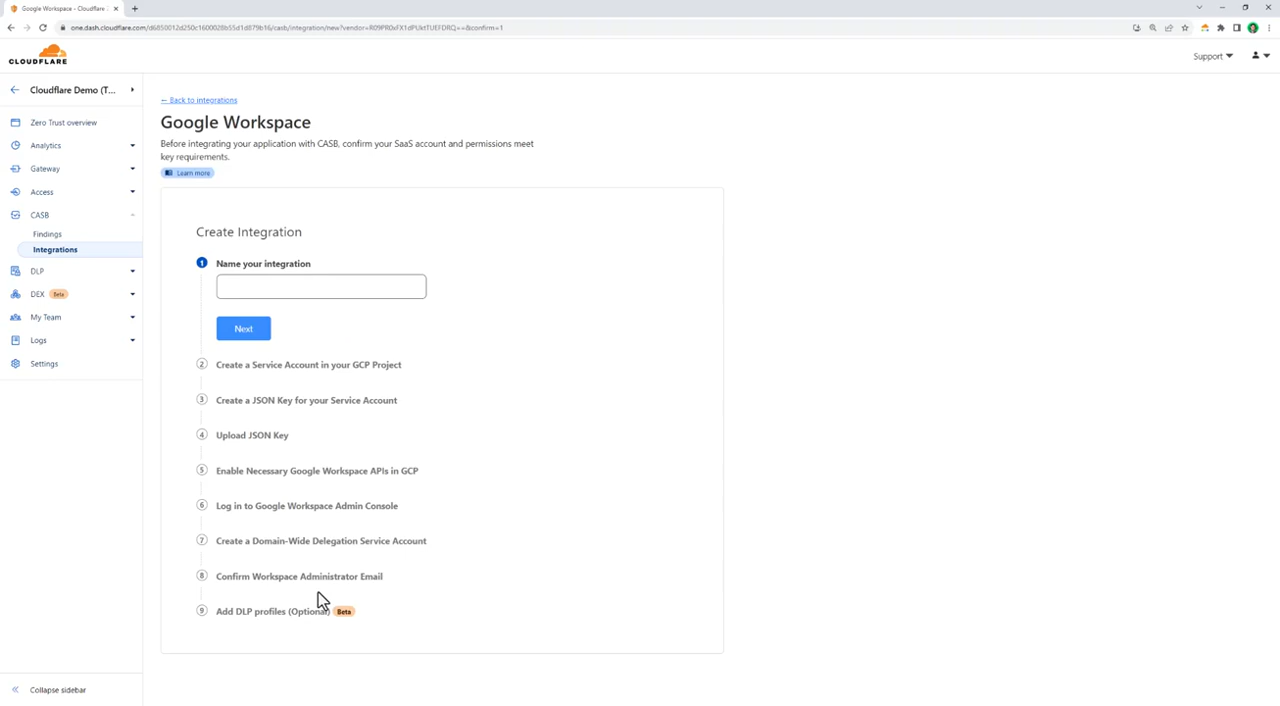 Google Workspace - Cloudflare
Support
CLOUDFLARE
Cloudflare Demo (T...
Zero Trust overview
Analytics
Gateway
Access
CASB
Findings
Integrations
DLP
DEX Beta
My Team
Logs
Settings
Collapse sidebar
← Back to integrations
Google Workspace
Before integrating your application with CASB, confirm your SaaS account and permissions meet
key requirements.
Learn more
Create Integration
1 Name your integration
Next
2 Create a Service Account in your GCP Project
3 Create a JSON Key for your Service Account
4 Upload JSON Key
5 Enable Necessary Google Workspace APIs in GCP
6 Log in to Google Workspace Admin Console
7 Create a Domain-Wide Delegation Service Account
8 Confirm Workspace Administrator Email
9 Add DLP profiles (Optional) Beta